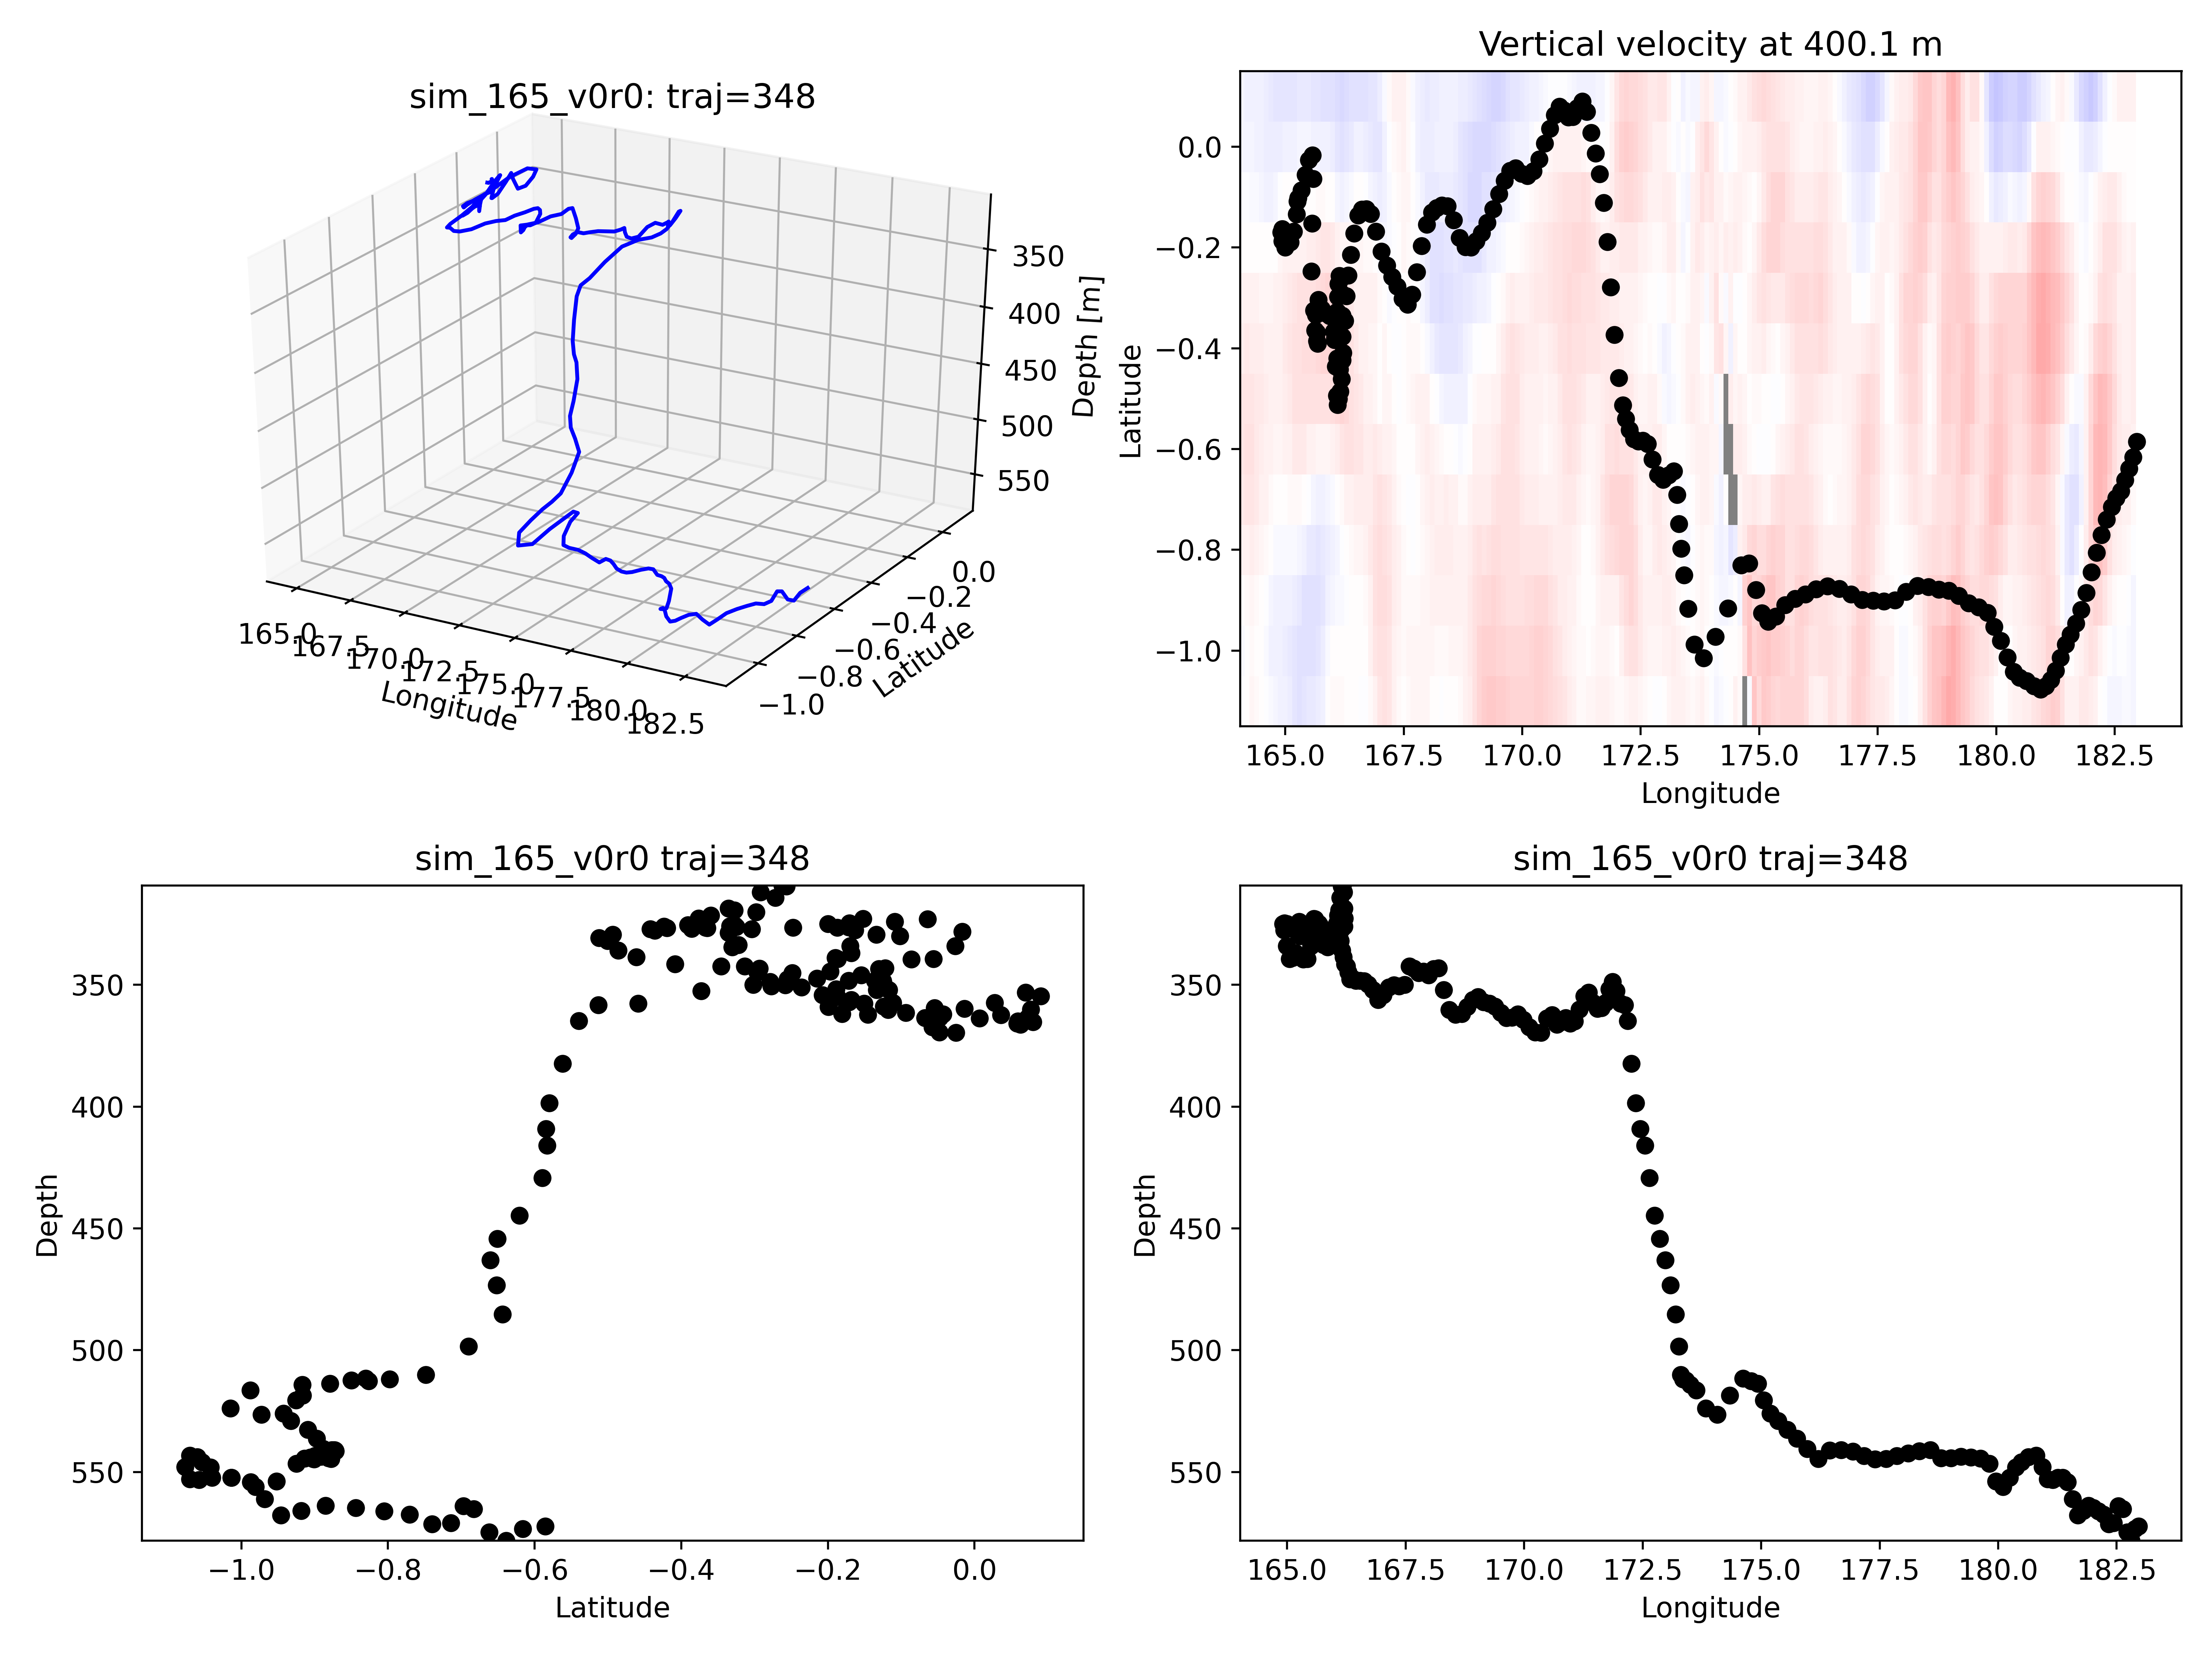 sim_165_v0r0: traj=348
350
400
450
500
550
Depth [m]
0.0
−0.2
−0.4
−0.6
−0.8
−1.0
Latitude
165.0
167.5
170.0
172.5
175.0
177.5
180.0
182.5
Longitude
Vertical velocity at 400.1 m
0.0
−0.2
−0.4
−0.6
−0.8
−1.0
Latitude
165.0 167.5 170.0 172.5 175.0 177.5 180.0 182.5
Longitude
sim_165_v0r0 traj=348
350
400
450
500
550
Depth
−1.0 −0.8 −0.6 −0.4 −0.2 0.0
Latitude
sim_165_v0r0 traj=348
350
400
450
500
550
Depth
165.0 167.5 170.0 172.5 175.0 177.5 180.0 182.5
Longitude